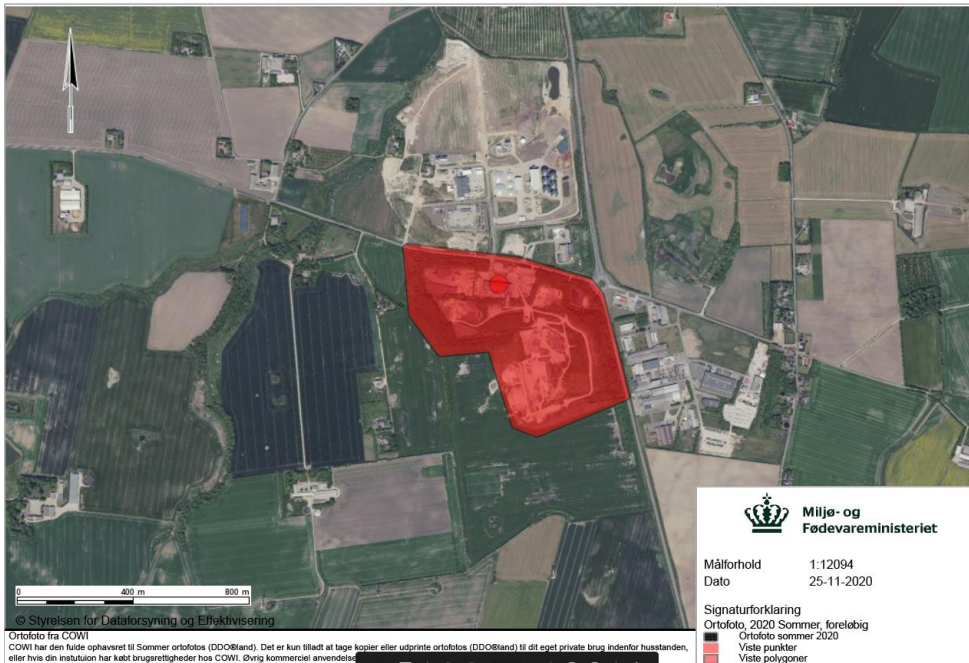 0 400 m 800 m
© Styrelsen for Dataforsyning og Effektivisering
Ortofoto fra COWI
COWI har den fulde ophavsret til Sommer ortofotos (DDO®land). Det er kun tilladt at tage kopier eller udprinte ortofotos (DDO®land) til dit eget private brug indenfor husstanden,
eller hvis din instutuion har købt brugsrettigheder hos COWI. Øvrig kommerciel anvendelse
Miljø- og
Fødevareministeriet
Målforhold 1:12094
Dato 25-11-2020
Signaturforklaring
Ortofoto, 2020 Sommer, foreløbig
Ortofoto sommer 2020
Viste punkter
Viste polygoner